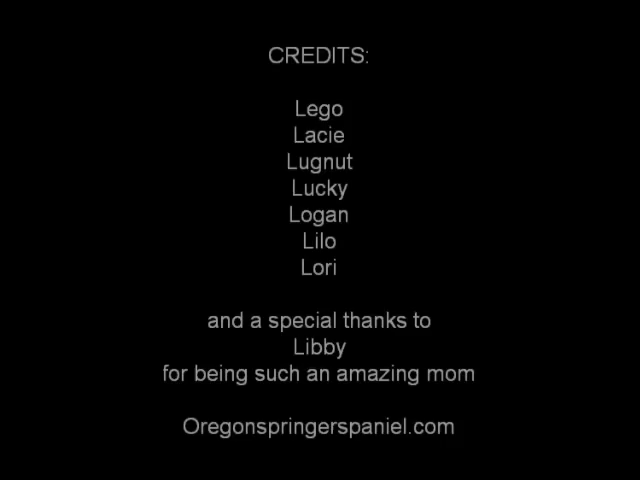 CREDITS:
Lego
Lacie
Lugnut
Lucky
Logan
Lilo
Lori
and a special thanks to
Libby
for being such an amazing mom
Oregonspringerspaniel.com